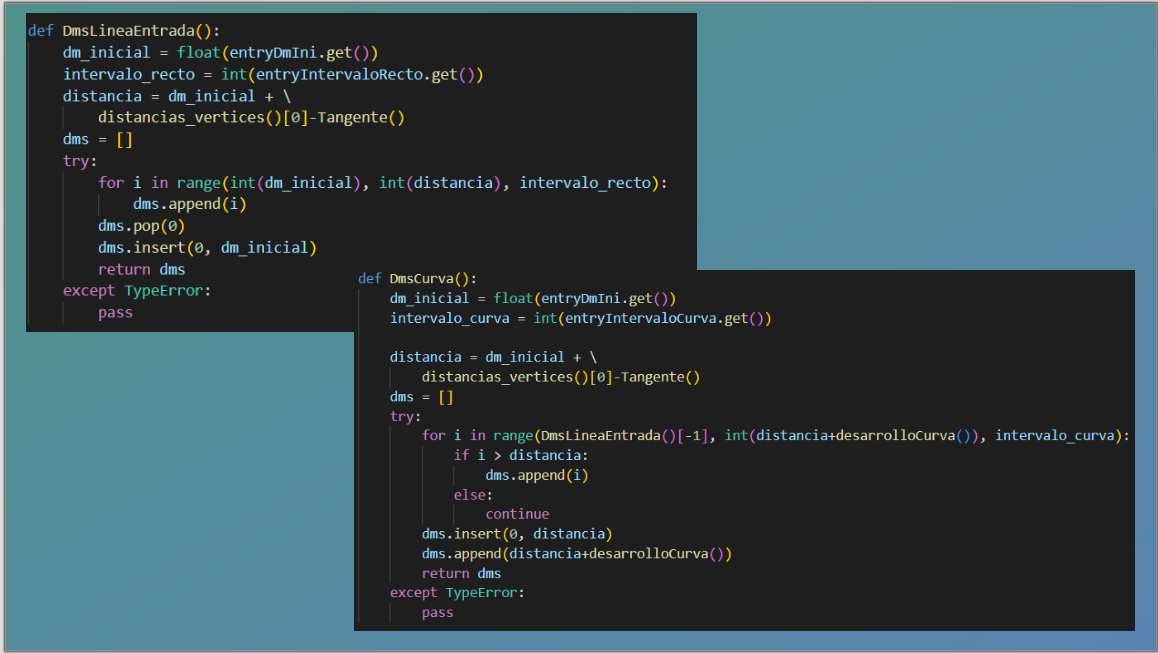 def DmsLineaEntrada():
    dm_inicial = float(entryDmIni.get())
    intervalo_recto = int(entryIntervaloRecto.get())
    distancia = dm_inicial + \
        distancias_vertices()[0]-Tangente()
    dms = []
    try:
        for i in range(int(dm_inicial), int(distancia), intervalo_recto):
            dms.append(i)
        dms.pop(0)
        dms.insert(0, dm_inicial)
        return dms
    except TypeError:
        pass
def DmsCurva():
    dm_inicial = float(entryDmIni.get())
    intervalo_curva = int(entryIntervaloCurva.get())
    distancia = dm_inicial + \
        distancias_vertices()[0]-Tangente()
    dms = []
    try:
        for i in range(DmsLineaEntrada()[-1], int(distancia+desarrolloCurva()), intervalo_curva):
            if i > distancia:
                dms.append(i)
            else:
                continue
        dms.insert(0, distancia)
        dms.append(distancia+desarrolloCurva())
        return dms
    except TypeError:
        pass